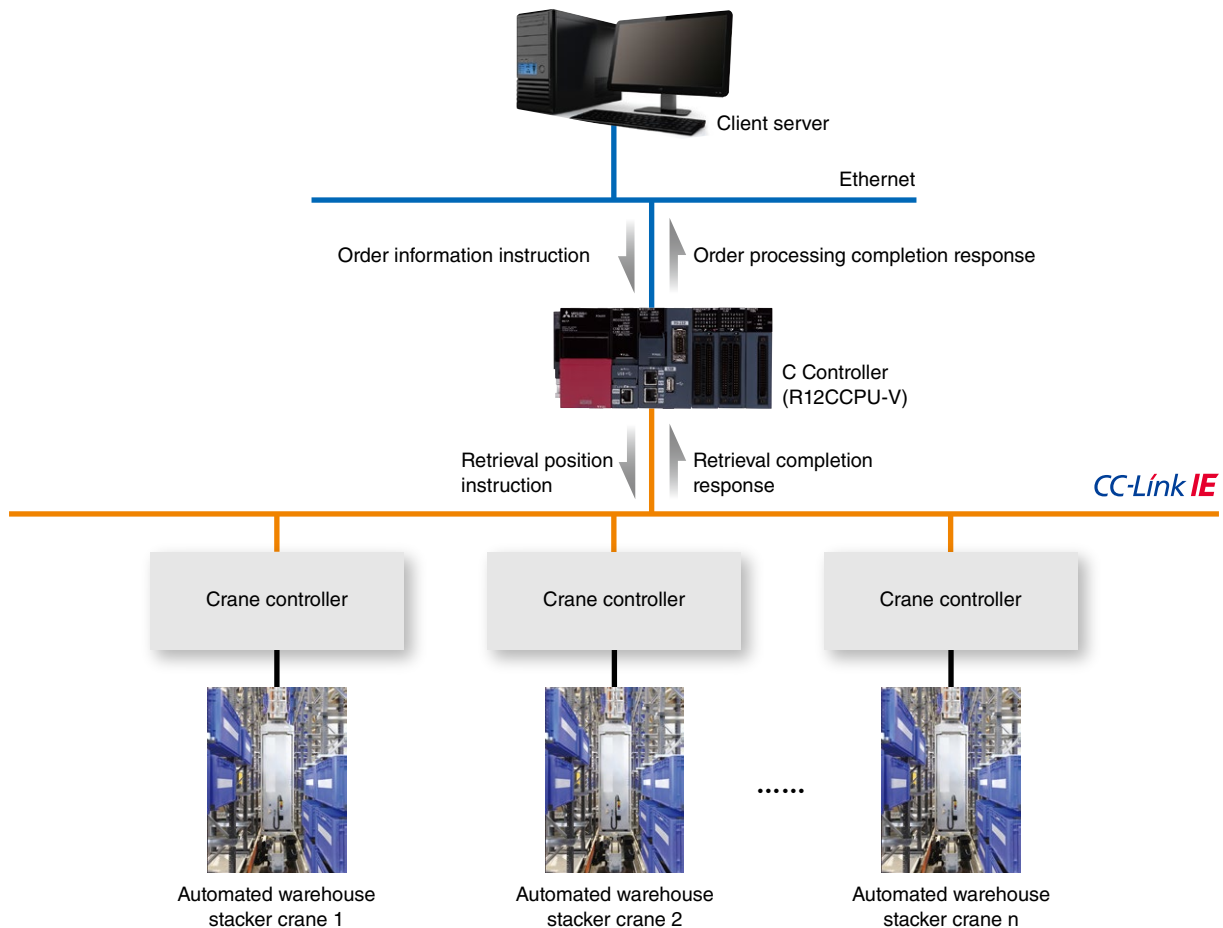 Client server
Ethernet
Order information instruction
Order processing completion response
MITSUBISHI
ELECTRIC
C Controller
(R12CCPU-V)
Retrieval position
instruction
Retrieval completion
response
CC-Link IE
Crane controller
Crane controller
Crane controller
......
Automated warehouse
stacker crane 1
Automated warehouse
stacker crane 2
Automated warehouse
stacker crane n